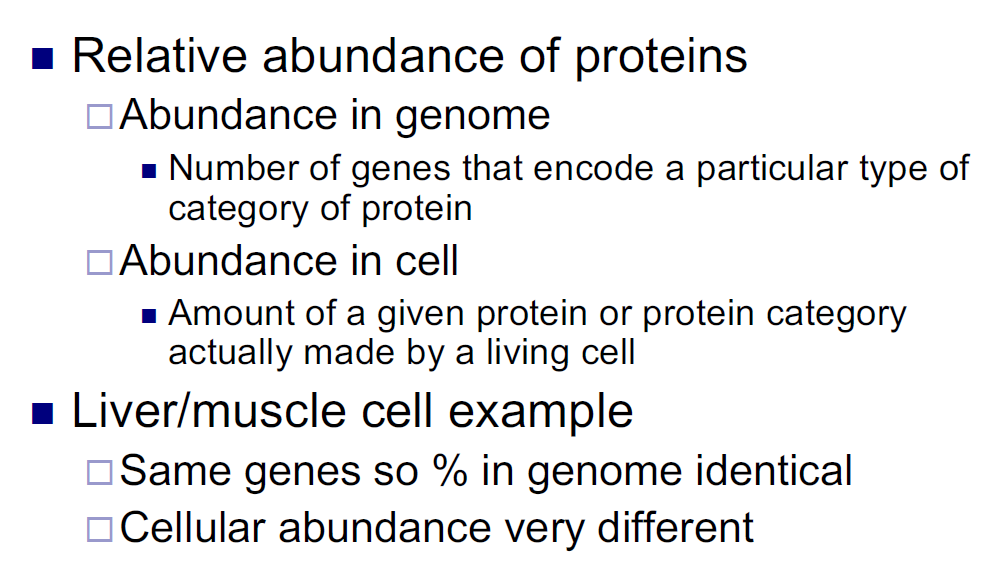 Relative abundance of proteins
Abundance in genome
Number of genes that encode a particular type of
category of protein
Abundance in cell
Amount of a given protein or protein category
actually made by a living cell
Liver/muscle cell example
Same genes so % in genome identical
Cellular abundance very different